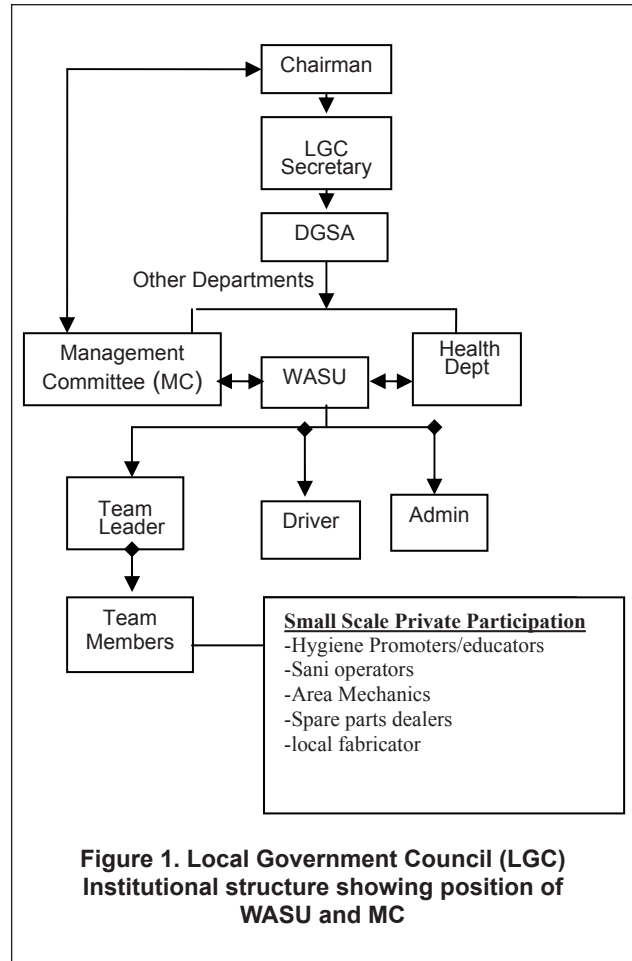 Chairman
LGC
Secretary
DGSA
Other Departments
Management
Committee (MC)
WASU
Health
Dept
Team
Leader
Driver
Admin
Team
Members
Small Scale Private Participation
-Hygiene Promoters/educators
-Sani operators
-Area Mechanics
-Spare parts dealers
-local fabricator
Figure 1. Local Government Council (LGC)
Institutional structure showing position of
WASU and MC